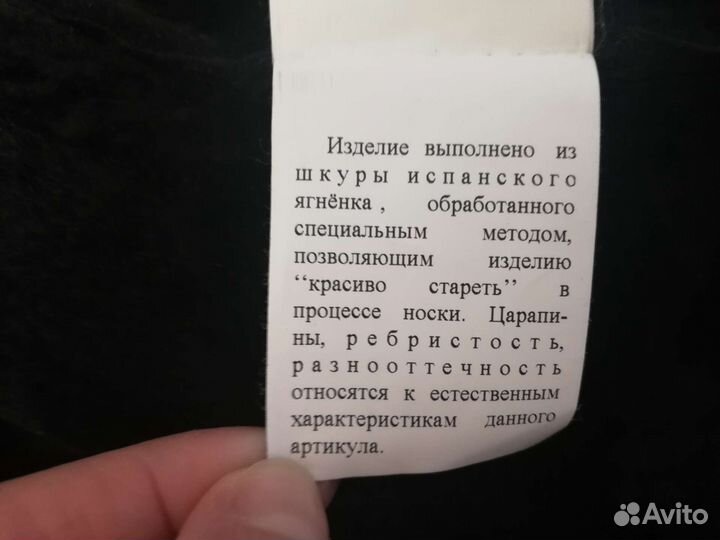 Изделие выполнено из
шкуры испанского
ягнёнка , обработанного
специальным методом,
позволяющим изделию
‘‘красиво стареть’’ в
процессе носки. Царапи-
ны, ребристость,
разнооттечность
относятся к естественным
характеристикам данного
артикула.
Avito